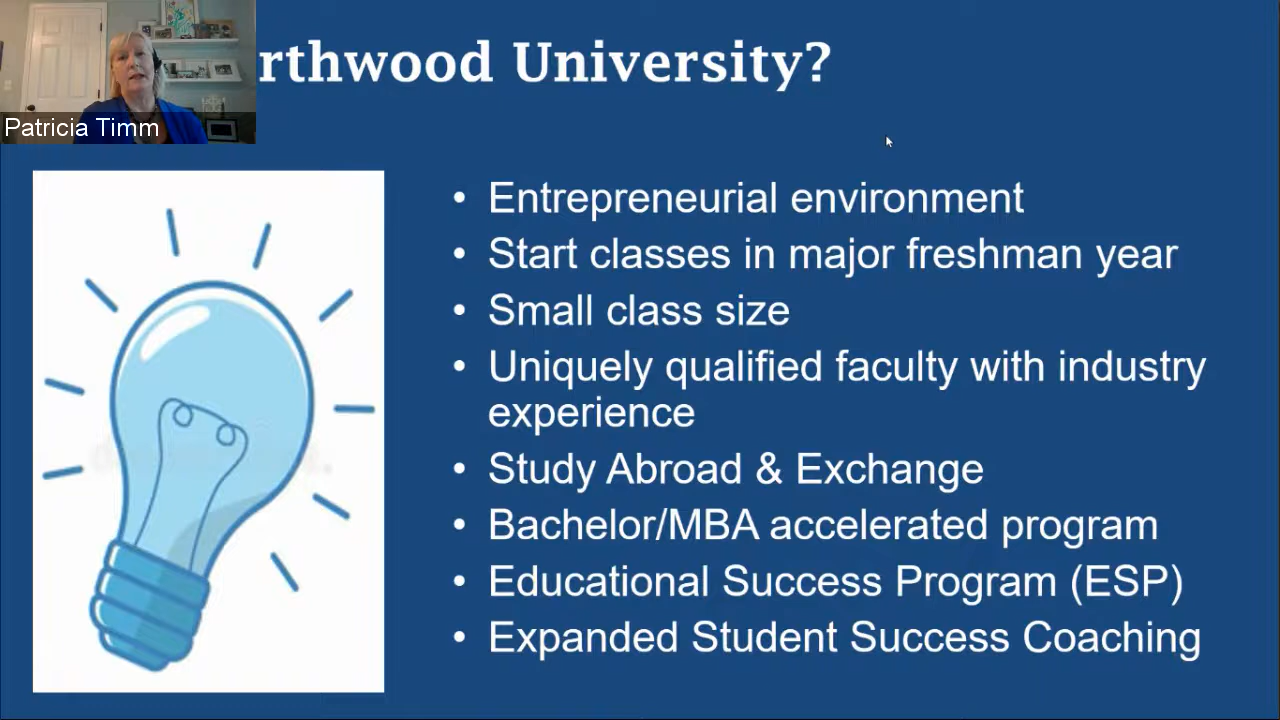 rthwood University?
Patricia Timm
• Entrepreneurial environment
• Start classes in major freshman year
• Small class size
• Uniquely qualified faculty with industry
experience
• Study Abroad & Exchange
• Bachelor/MBA accelerated program
• Educational Success Program (ESP)
• Expanded Student Success Coaching